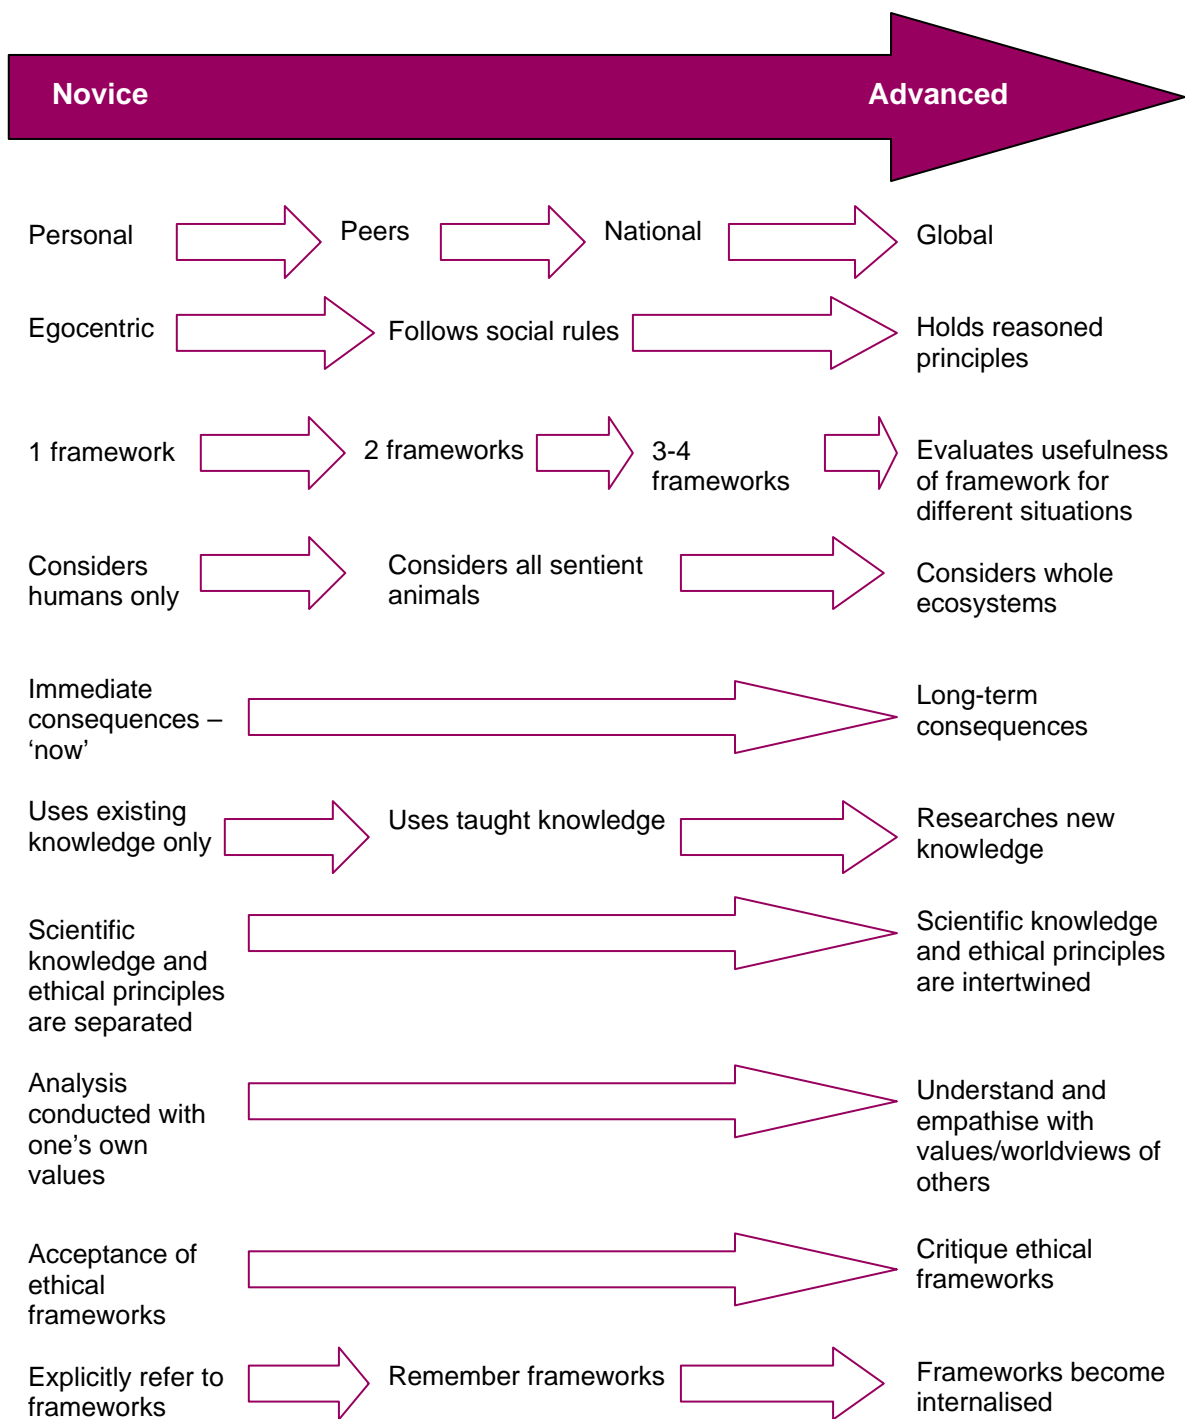 Novice
Advanced
Personal
Peers
National
Global
Egocentric
Follows social rules
Holds reasoned
principles
1 framework
2 frameworks
3-4
frameworks
Evaluates usefulness
of framework for
different situations
Considers
humans only
Considers all sentient
animals
Considers whole
ecosystems
Immediate
consequences –
‘now’
Long-term
consequences
Uses existing
knowledge only
Uses taught knowledge
Researches new
knowledge
Scientific
knowledge and
ethical principles
are separated
Scientific knowledge
and ethical principles
are intertwined
Analysis
conducted with
one’s own
values
Understand and
empathise with
values/worldviews of
others
Acceptance of
ethical
frameworks
Critique ethical
frameworks
Explicitly refer to
frameworks
Remember frameworks
Frameworks become
internalised